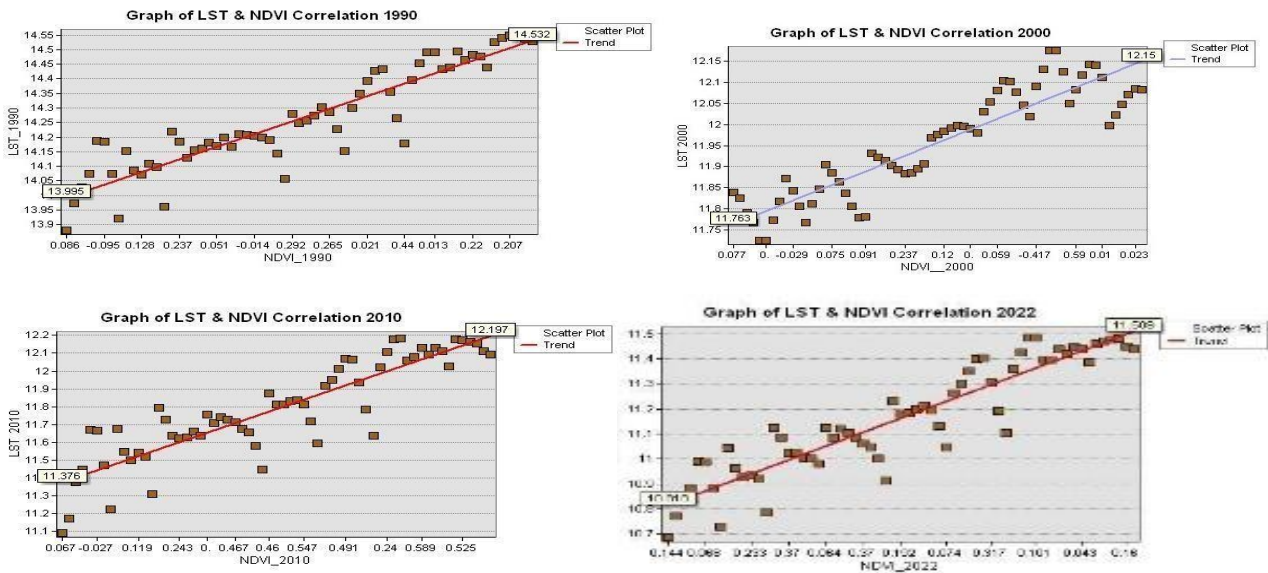 Graph of LST & NDVI Correlation 1990
14.55
14.5
14.45
14.4
14.35
14.3
14.25
14.2
14.15
14.1
14.05
13.95
13.9
LST_1990
13.995
14.532
Scatter Plot
Trend
0.086 -0.095 0.128 0.237 0.051 -0.014 0.292 0.265 0.021 0.44 0.013 0.22 0.207
NDVI_1990
Graph of LST & NDVI Correlation 2000
12.15
12.1
12.05
12
11.95
11.9
11.85
11.8
11.75
LST 2000
11.763
12.15
Scatter Plot
Trend
0.077 0. -0.029 0.075 0.091 0.237 0.12 0. 0.059 -0.417 0.59 0.01 0.023
NDVI__2000
Graph of LST & NDVI Correlation 2010
12.2
12.1
12
11.9
11.8
11.7
11.6
11.5
11.3
11.2
11.1
LST_2010
11.376
12.197
Scatter Plot
Trend
0.067 -0.027 0.119 0.243 0. 0.467 0.46 0.547 0.491 0.24 0.589 0.525
NDVI_2010
Graph of LST & NDVI Correlation 2022
11.5
11.4
11.3
11.2
11.1
11
10.9
10.8
10.7
11.509
Scatter Plot
Trend
0.144 0.068 0.233 0.37 0.064 0.37 0.192 0.074 0.317 0.101 0.043 0.16
NDVI_2022